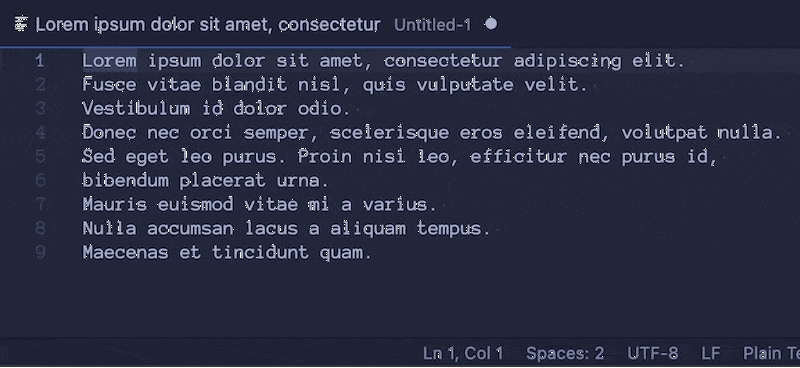 Lorem ipsum dolor sit amet, consectetur Untitled-1
1 Lorem ipsum dolor sit amet, consectetur adipiscing elit.
2 Fusce vitae blandit nisl, quis vulputate velit.
3 Vestibulum id dolor odio.
4 Donec nec orci semper, scelerisque eros eleifend, volutpat nulla.
5 Sed eget leo purus. Proin nisi leo, efficitur nec purus id,
6 bibendum placerat urna.
7 Mauris euismod vitae mi a varius.
8 Nulla accumsan lacus a aliquam tempus.
9 Maecenas et tincidunt quam.
Ln 1, Col 1 Spaces: 2 UTF-8 LF Plain Te